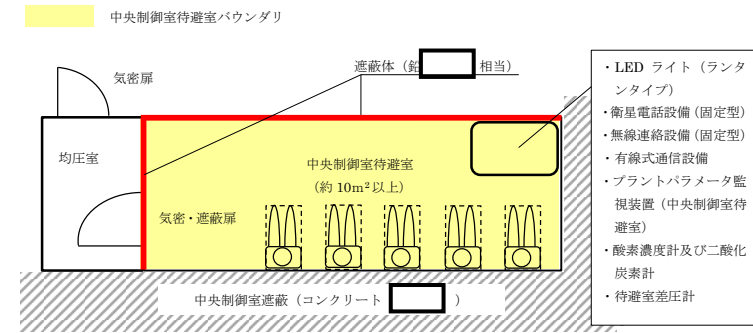 中央制御室待避室バウンダリ
気密扉
遮蔽体（鉛 相当）
均圧室
中央制御室待避室
（約 10m²以上）
気密・遮蔽扉
中央制御室遮蔽（コンクリート ）
・LED ライト（ランタ
ンタイプ）
・衛星電話設備（固定型）
・無線連絡設備（固定型）
・有線式通信設備
・プラントパラメータ監
視装置（中央制御室待
避室）
・酸素濃度計及び二酸化
炭素計
・待避室差圧計